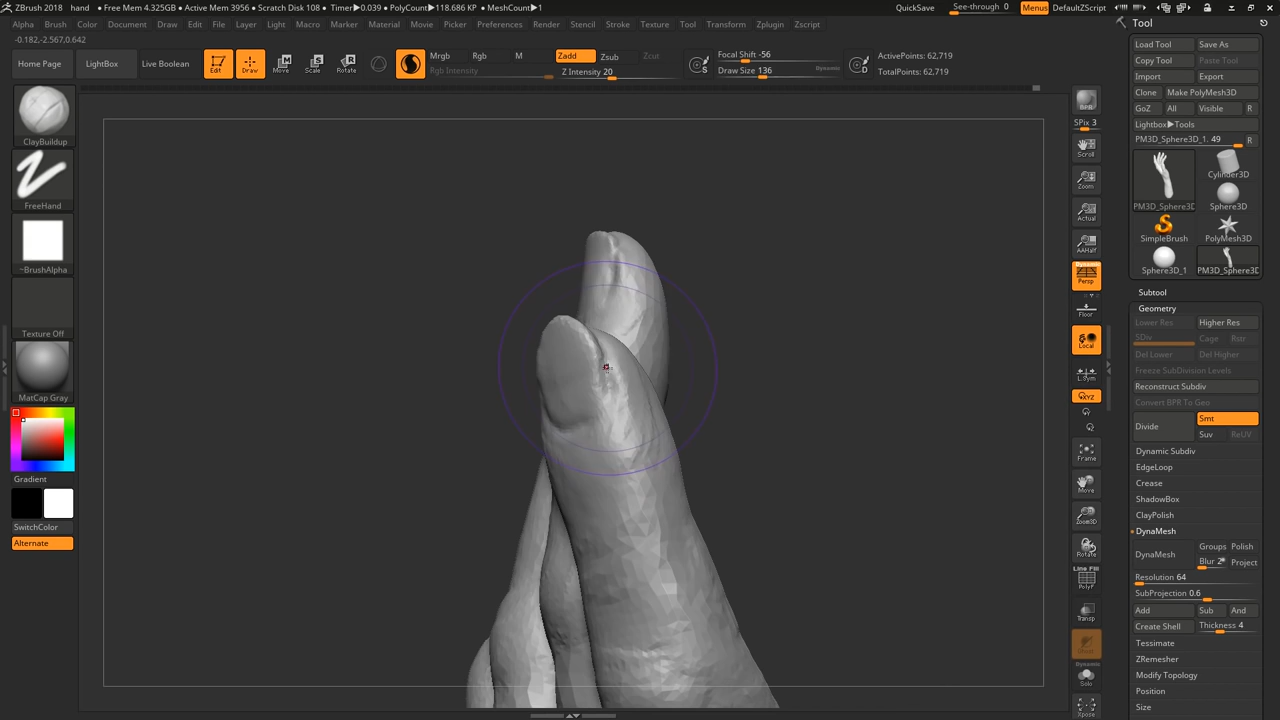 ZBrush 2018 hand • Free Mem 4.325GB • Active Mem 3956 • Scratch Disk 108 • Timer▶0.039 • PolyCount▶118.686 KP • MeshCount▶1
QuickSave See-through 0 Menus DefaultZScript
Alpha Brush Color Document Draw Edit File Layer Light Macro Marker Material Movie Picker Preferences Render Stencil Stroke Texture Tool Transform Zplugin Zscript
-0.182,-2.567,0.642
Home Page LightBox Live Boolean
Edit Draw Move Scale Rotate
Mrgb Rgb M Zadd Zsub Zcut
Rgb Intensity Z Intensity 20
Focal Shift -56
Draw Size 136 Dynamic
S D
ActivePoints: 62,719
TotalPoints: 62,719
ClayBuildup
FreeHand
~BrushAlpha
Texture Off
MatCap Gray
Gradient
SwitchColor
Alternate
BPR
SPix 3
Scroll
Zoom
Actual
AAHalf
Dynamic
Persp
Floor
Local
L.Sym
XYZ
Frame
Move
Zoom3D
Rotate
Line Fill
PolyF
Transp
Ghost
Dynamic
Solo
Xpose
Tool
Load Tool Save As
Copy Tool Paste Tool
Import Export
Clone Make PolyMesh3D
GoZ All Visible R
Lightbox▶Tools
PM3D_Sphere3D_1. 49 R
PM3D_Sphere3D Cylinder3D
Sphere3D
SimpleBrush PolyMesh3D
Sphere3D_1 PM3D_Sphere3D
Subtool
Geometry
Lower Res Higher Res
SDiv Cage Rstr
Del Lower Del Higher
Freeze SubDivision Levels
Reconstruct Subdiv
Convert BPR To Geo
Divide Smt
Suv ReUV
Dynamic Subdiv
EdgeLoop
Crease
ShadowBox
ClayPolish
DynaMesh
DynaMesh Groups Polish
Blur 2 Project
Resolution 64
SubProjection 0.6
Add Sub And
Create Shell Thickness 4
Tessimate
ZRemesher
Modify Topology
Position
Size